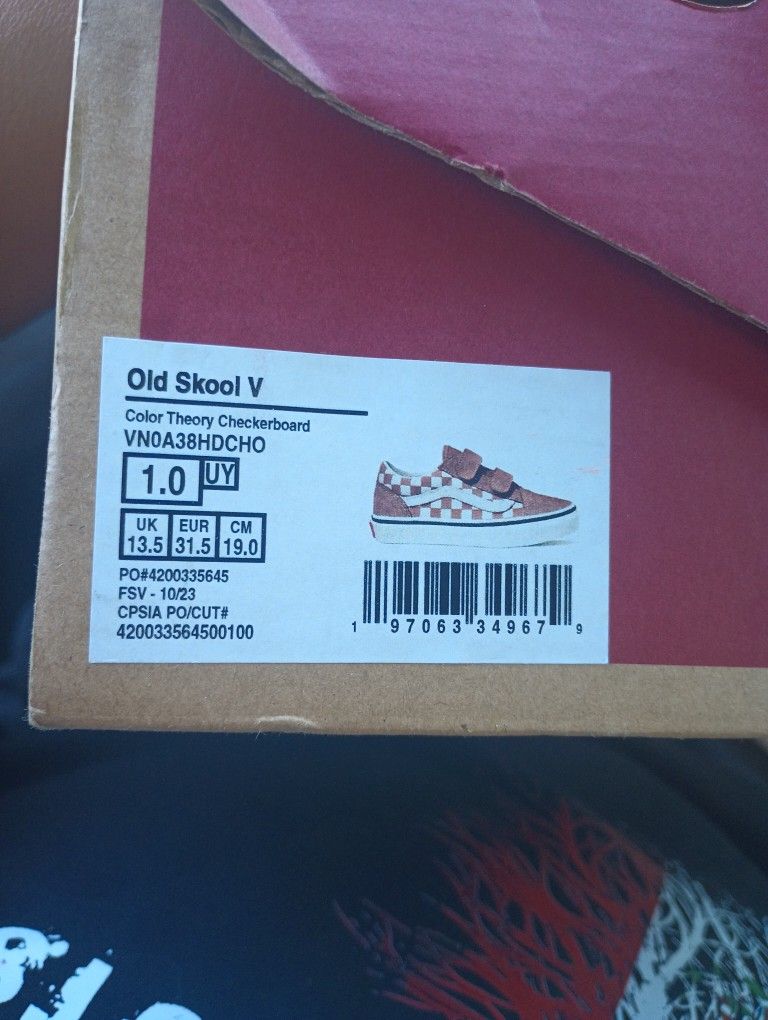 Old Skool V
Color Theory Checkerboard
VN0A38HDCHO
1.0 UY
UK EUR CM
13.5 31.5 19.0
PO#4200335645
FSV - 10/23
CPSIA PO/CUT#
420033564500100
1 97063 34967 9